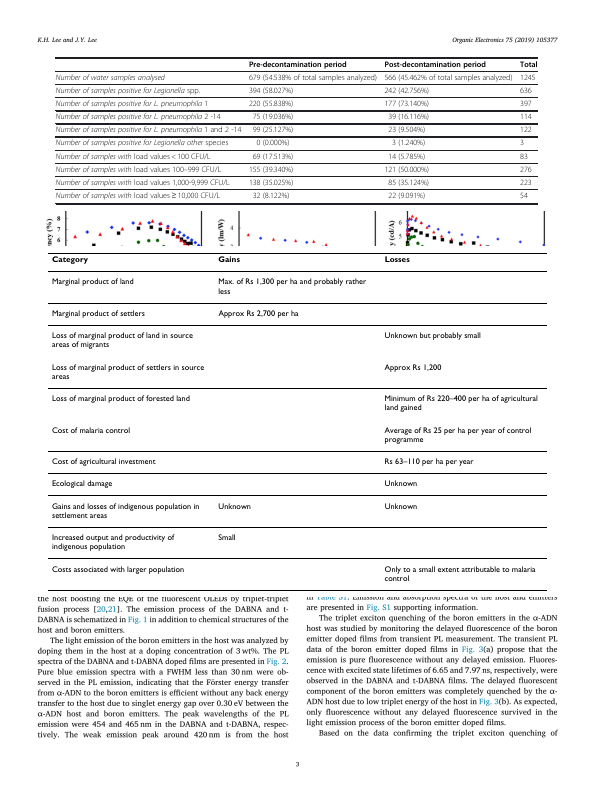 K.H. Lee and J.Y. Lee
Organic Electronics 75 (2019) 105377
Pre-decontamination period Post-decontamination period Total
Number of water samples analysed 679 (54.538% of total samples analyzed) 566 (45.462% of total samples analyzed) 1245
Number of samples positive for Legionella spp. 394 (58.027%) 242 (42.756%) 636
Number of samples positive for L. pneumophila 1 220 (55.838%) 177 (73.140%) 397
Number of samples positive for L. pneumophila 2 -14 75 (19.036%) 39 (16.116%) 114
Number of samples positive for L. pneumophila 1 and 2 -14 99 (25.127%) 23 (9.504%) 122
Number of samples positive for Legionella other species 0 (0.000%) 3 (1.240%) 3
Number of samples with load values < 100 CFU/L 69 (17.513%) 14 (5.785%) 83
Number of samples with load values 100–999 CFU/L 155 (39.340%) 121 (50.000%) 276
Number of samples with load values 1,000-9,999 CFU/L 138 (35.025%) 85 (35.124%) 223
Number of samples with load values ≥ 10,000 CFU/L 32 (8.122%) 22 (9.091%) 54
8
7
6
ncy (%)
4
r (lm/W)
6
5
y (cd/A)
Category Gains Losses
Marginal product of land Max. of Rs 1,300 per ha and probably rather
less
Marginal product of settlers Approx Rs 2,700 per ha
Loss of marginal product of land in source Unknown but probably small
areas of migrants
Loss of marginal product of settlers in source Approx Rs 1,200
areas
Loss of marginal product of forested land Minimum of Rs 220–400 per ha of agricultural
land gained
Cost of malaria control Average of Rs 25 per ha per year of control
programme
Cost of agricultural investment Rs 63–110 per ha per year
Ecological damage Unknown
Gains and losses of indigenous population in Unknown Unknown
settlement areas
Increased output and productivity of Small
indigenous population
Costs associated with larger population Only to a small extent attributable to malaria
control
the host boosting the EQE of the fluorescent OLEDs by triplet-triplet
fusion process [20,21]. The emission process of the DABNA and t-
DABNA is schematized in Fig. 1 in addition to chemical structures of the
host and boron emitters.
The light emission of the boron emitters in the host was analyzed by
doping them in the host at a doping concentration of 3 wt%. The PL
spectra of the DABNA and t-DABNA doped films are presented in Fig. 2.
Pure blue emission spectra with a FWHM less than 30 nm were ob-
served in the PL emission, indicating that the Förster energy transfer
from α-ADN to the boron emitters is efficient without any back energy
transfer to the host due to singlet energy gap over 0.30 eV between the
α-ADN host and boron emitters. The peak wavelengths of the PL
emission were 454 and 465 nm in the DABNA and t-DABNA, respec-
tively. The weak emission peak around 420 nm is from the host
in Table S1. Emission and absorption spectra of the host and emitters
are presented in Fig. S1 supporting information.
The triplet exciton quenching of the boron emitters in the α-ADN
host was studied by monitoring the delayed fluorescence of the boron
emitter doped films from transient PL measurement. The transient PL
data of the boron emitter doped films in Fig. 3(a) propose that the
emission is pure fluorescence without any delayed emission. Fluores-
cence with excited state lifetimes of 6.65 and 7.97 ns, respectively, were
observed in the DABNA and t-DABNA films. The delayed fluorescent
component of the boron emitters was completely quenched by the α-
ADN host due to low triplet energy of the host in Fig. 3(b). As expected,
only fluorescence without any delayed fluorescence survived in the
light emission process of the boron emitter doped films.
Based on the data confirming the triplet exciton quenching of
3